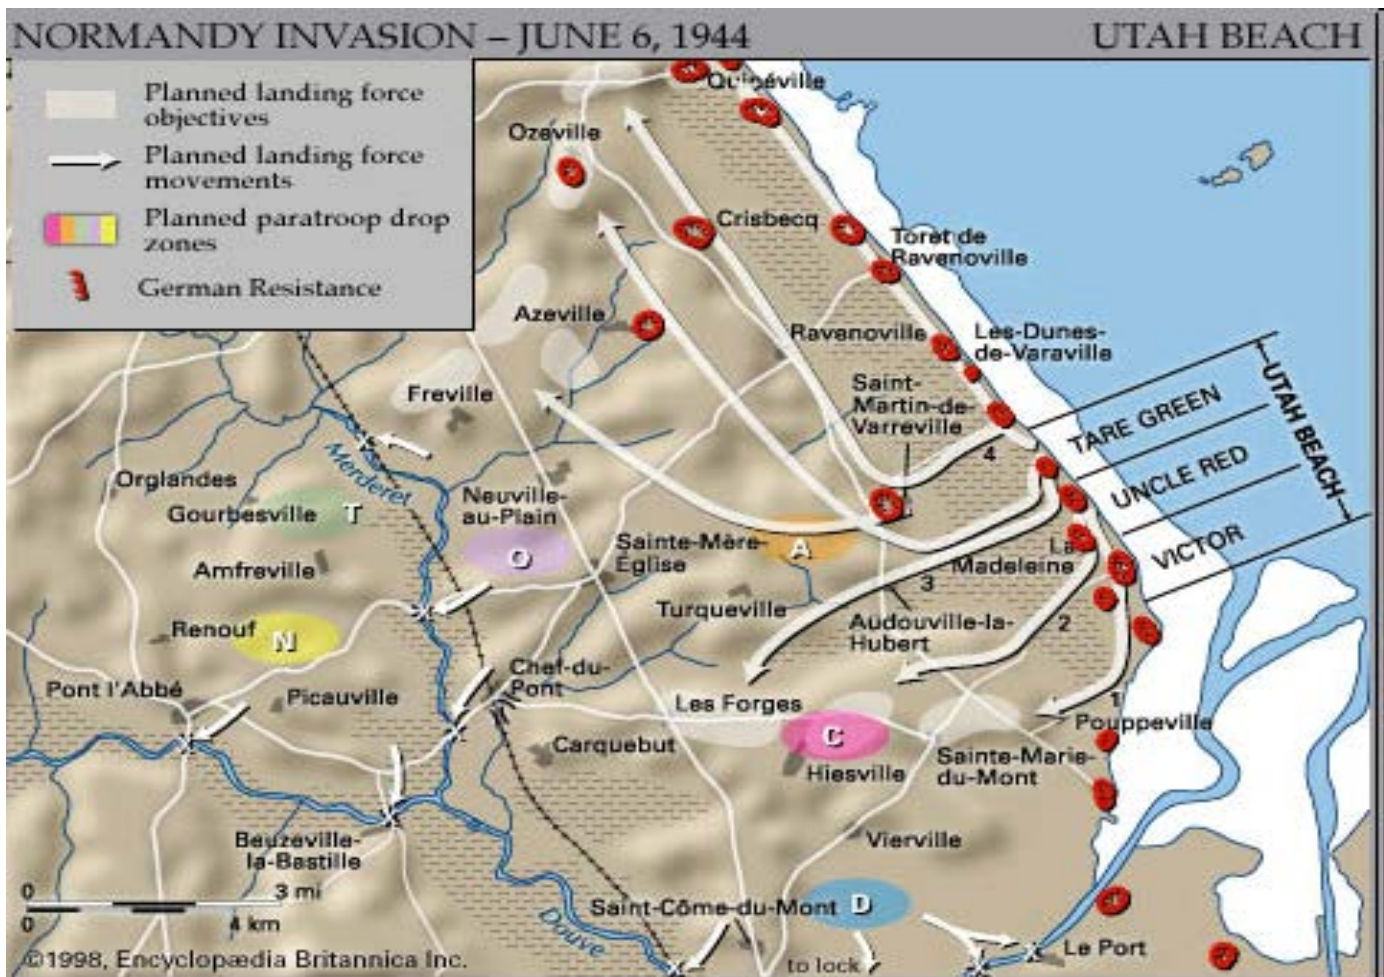 NORMANDY INVASION – JUNE 6, 1944
UTAH BEACH
Planned landing force
objectives
Planned landing force
movements
Planned paratroop drop
zones
German Resistance
Quinéville
Ozeville
Crisbecq
Toret de
Ravenoville
Azeville
Ravenoville
Les-Dunes-
de-Varaville
Freville
Saint-
Martin-de-
Varreville
TARE GREEN
UNCLE RED
VICTOR
UTAH BEACH
4
Merderet
Orglandes
Gourbesville
T
Neuville-
au-Plain
O
Sainte-Mère-
Église
A
La
Madeleine
Amfreville
3
Turqueville
Audouville-la-
Hubert
2
Renouf
N
Chef-du-
Pont
Pont l'Abbé
Picauville
Les Forges
1
Pouppeville
C
Carquebut
Hiesville
Sainte-Marie-
du-Mont
Beuzeville-
la-Bastille
Vierville
0
3 mi
0
4 km
Saint-Côme-du-Mont
D
Douve
Le Port
to lock
©1998, Encyclopædia Britannica Inc.